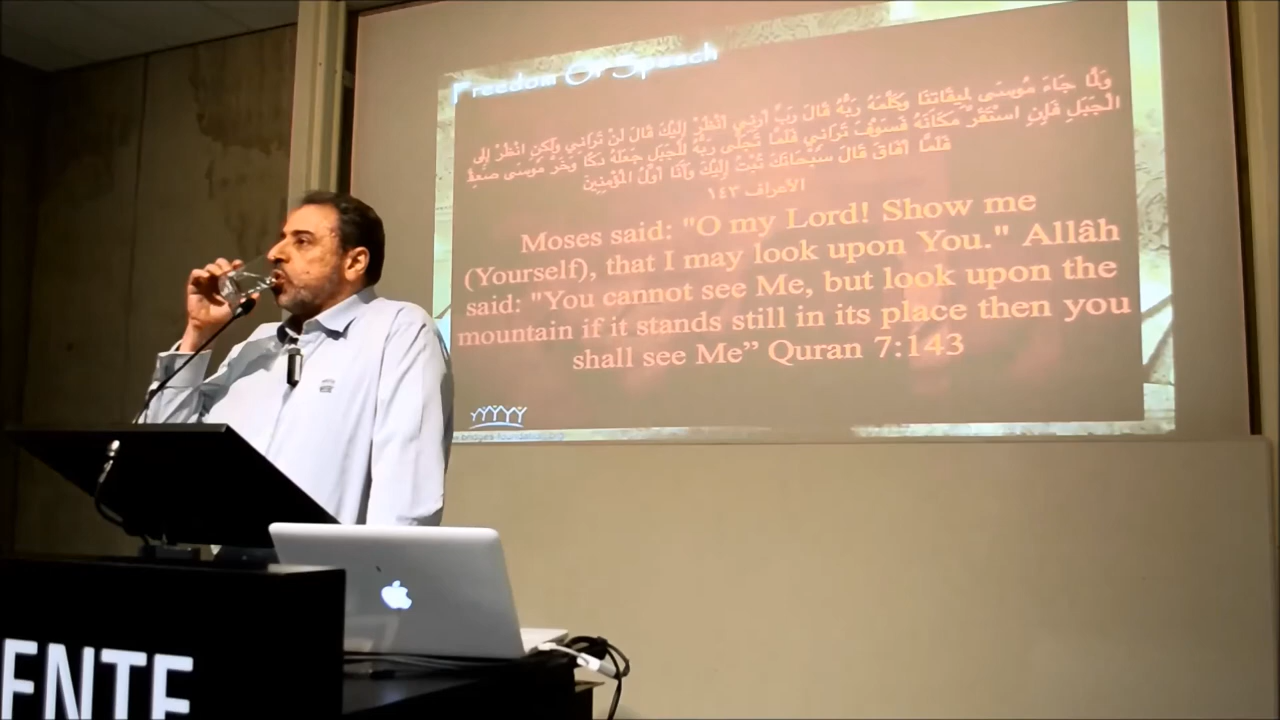 Freedom Of Speech
وَلَمَّا جَاءَ مُوسَى لِمِيقَاتِنَا وَكَلَّمَهُ رَبُّهُ قَالَ رَبِّ أَرِنِي أَنْظُرْ إِلَيْكَ قَالَ لَنْ تَرَانِي وَلَكِنِ انْظُرْ إِلَى
الْجَبَلِ فَإِنِ اسْتَقَرَّ مَكَانَهُ فَسَوْفَ تَرَانِي فَلَمَّا تَجَلَّى رَبُّهُ لِلْجَبَلِ جَعَلَهُ دَكًّا وَخَرَّ مُوسَى صَعِقًا
فَلَمَّا أَفَاقَ قَالَ سُبْحَانَكَ تُبْتُ إِلَيْكَ وَأَنَا أَوَّلُ الْمُؤْمِنِينَ
الأعراف ١٤٣
Moses said: "O my Lord! Show me
(Yourself), that I may look upon You." Allâh
said: "You cannot see Me, but look upon the
mountain if it stands still in its place then you
shall see Me” Quran 7:143
ENTE